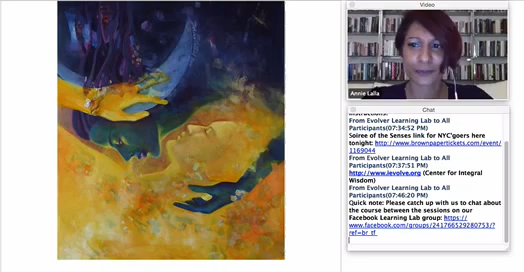 Video
Annie Lalla
Chat
Instructions:
From Evolver Learning Lab to All
Participants(07:34:52 PM)
Soiree of the Senses link for NYC'goers here
tonight: http://www.brownpapertickets.com/event/
1169044
From Evolver Learning Lab to All
Participants(07:37:51 PM)
http://www.ievolve.org (Center for Integral
Wisdom)
From Evolver Learning Lab to All
Participants(07:46:20 PM)
Quick note: Please catch up with us to chat about
the course between the sessions on our
Facebook Learning Lab group: https://
www.facebook.com/groups/241766529280753/?
ref=br_tf